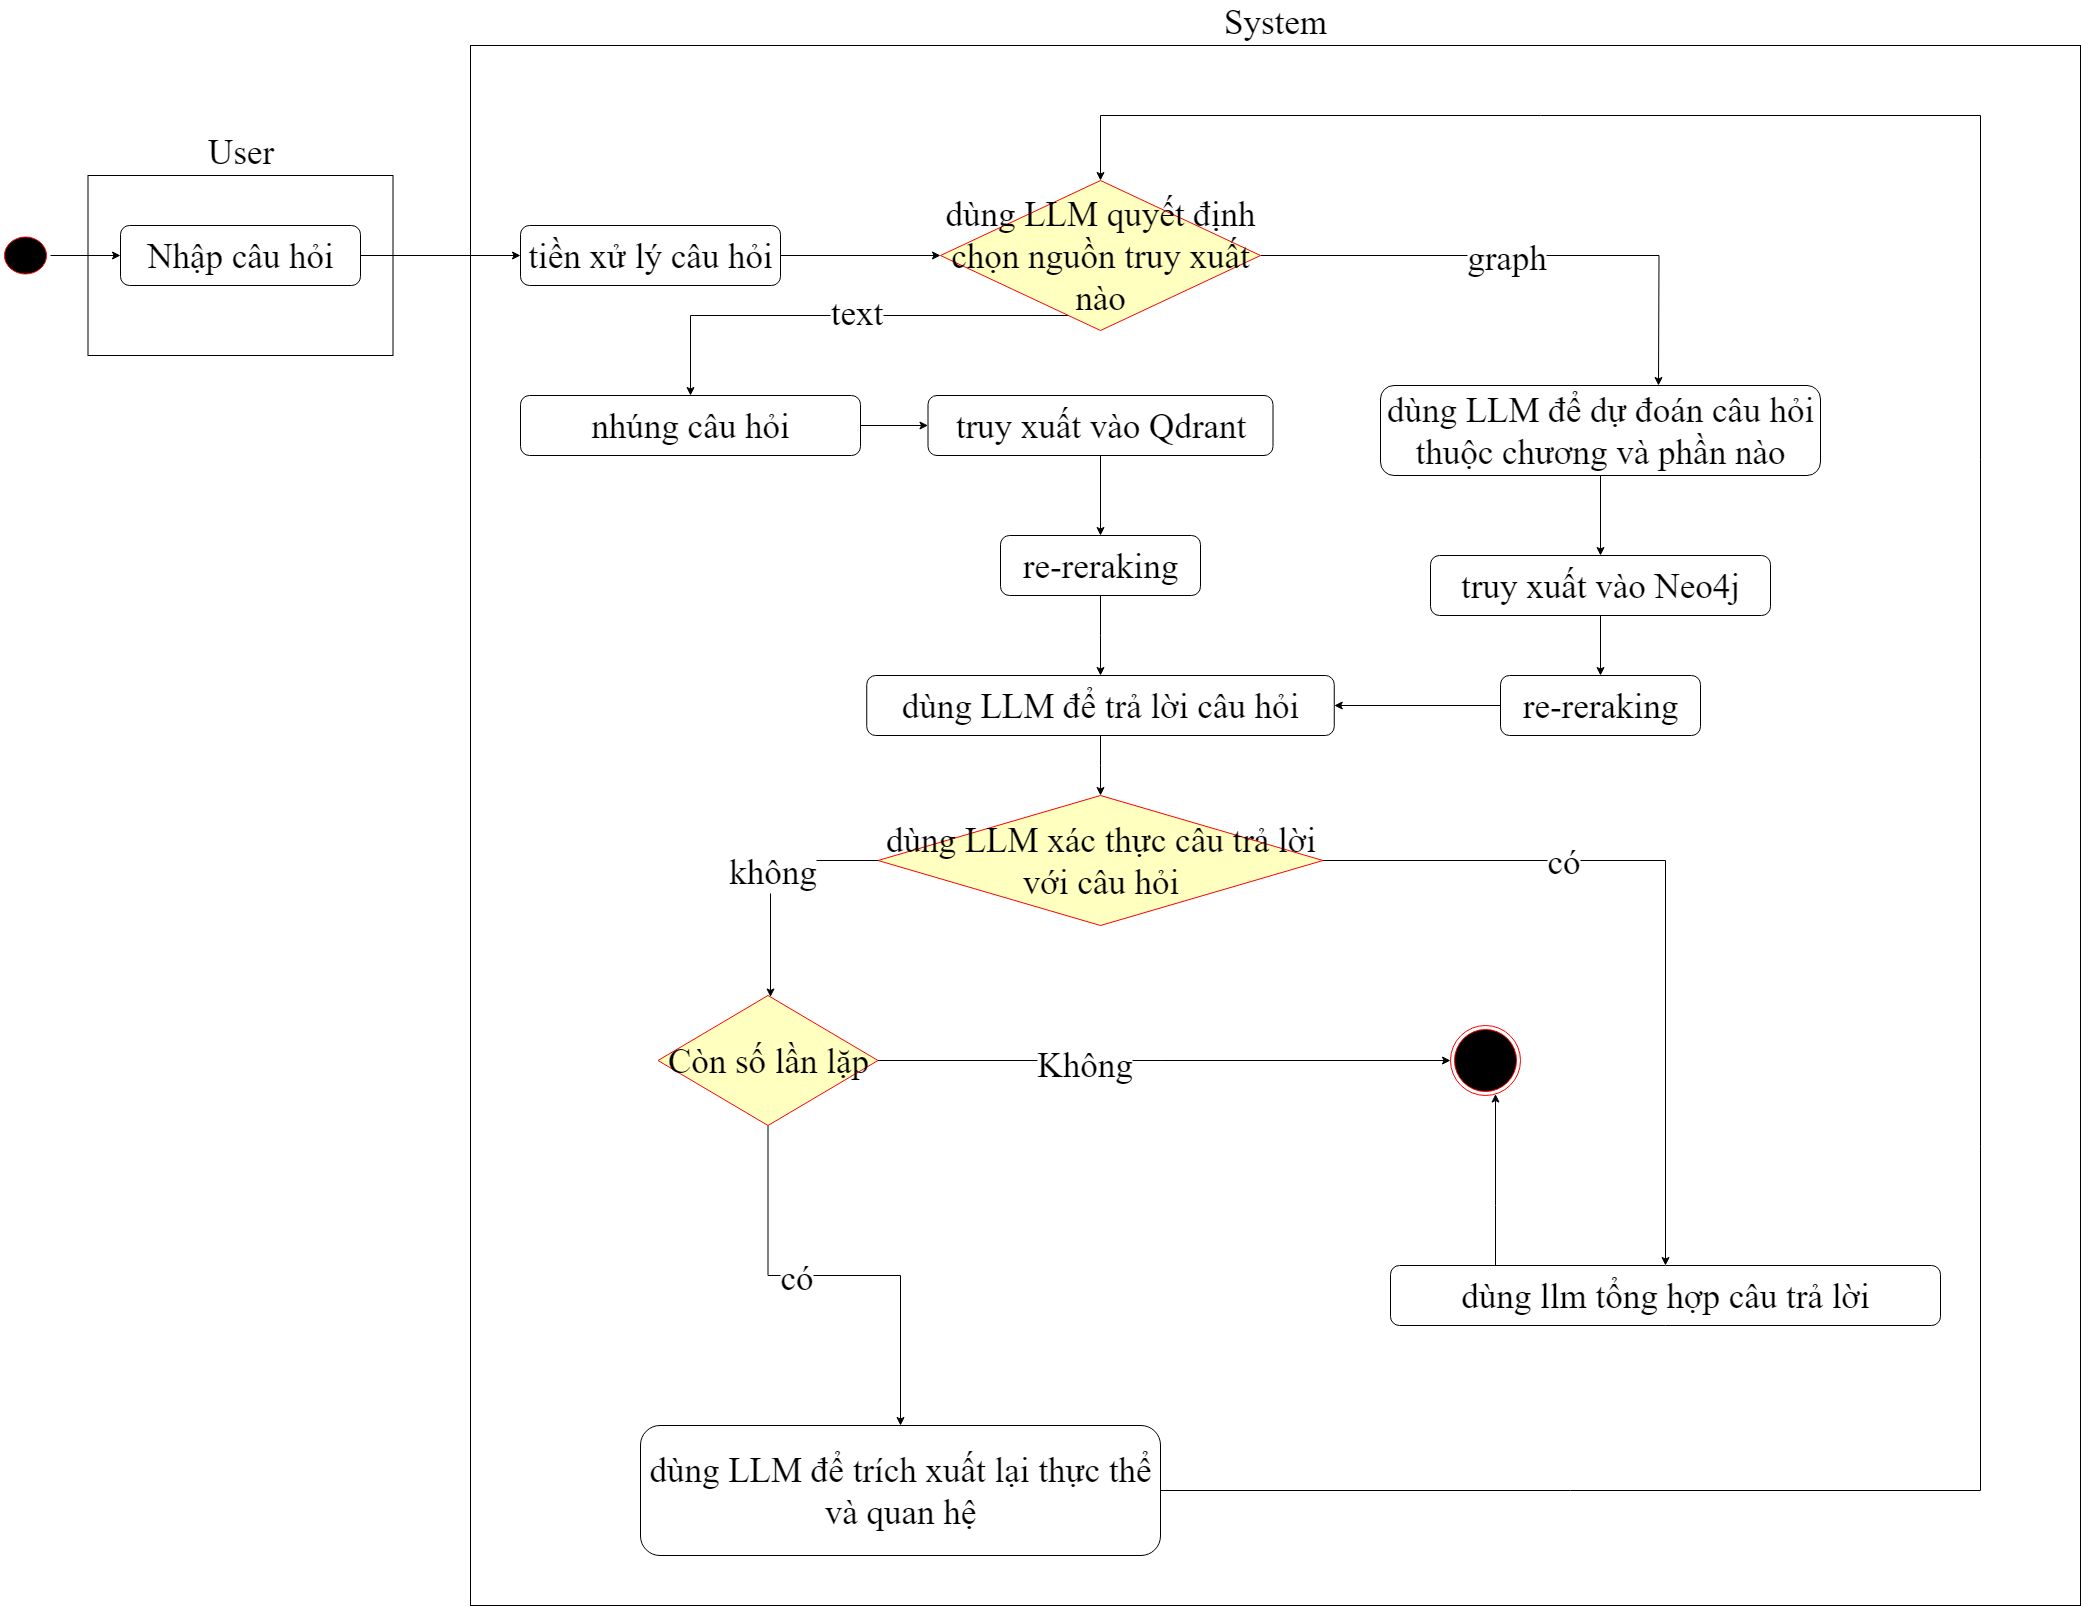 System
User
Nhập câu hỏi
tiền xử lý câu hỏi
dùng LLM quyết định
chọn nguồn truy xuất
nào
graph
text
nhúng câu hỏi
truy xuất vào Qdrant
dùng LLM để dự đoán câu hỏi
thuộc chương và phần nào
re-reraking
truy xuất vào Neo4j
dùng LLM để trả lời câu hỏi
re-reraking
dùng LLM xác thực câu trả lời
với câu hỏi
không
có
Còn số lần lặp
Không
có
dùng llm tổng hợp câu trả lời
dùng LLM để trích xuất lại thực thể
và quan hệ